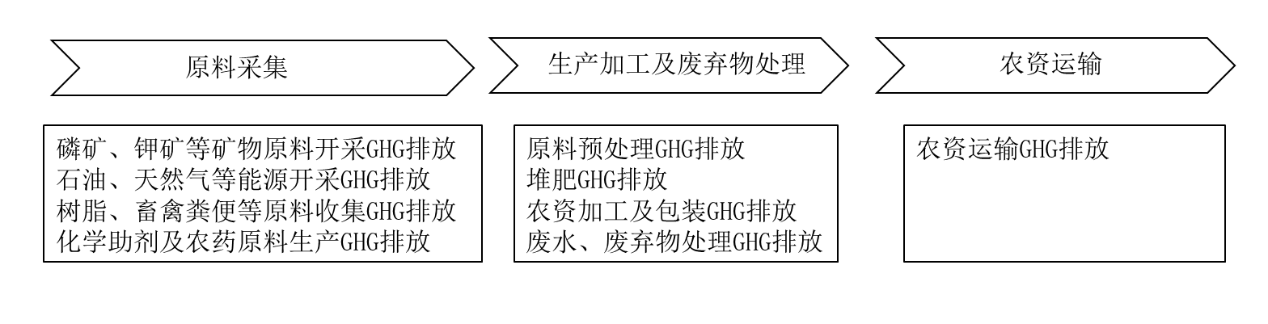 原料采集
生产加工及废弃物处理
农资运输
磷矿、钾矿等矿物原料开采GHG排放
石油、天然气等能源开采GHG排放
树脂、畜禽粪便等原料收集GHG排放
化学助剂及农药原料生产GHG排放
原料预处理GHG排放
堆肥GHG排放
农资加工及包装GHG排放
废水、废弃物处理GHG排放
农资运输GHG排放